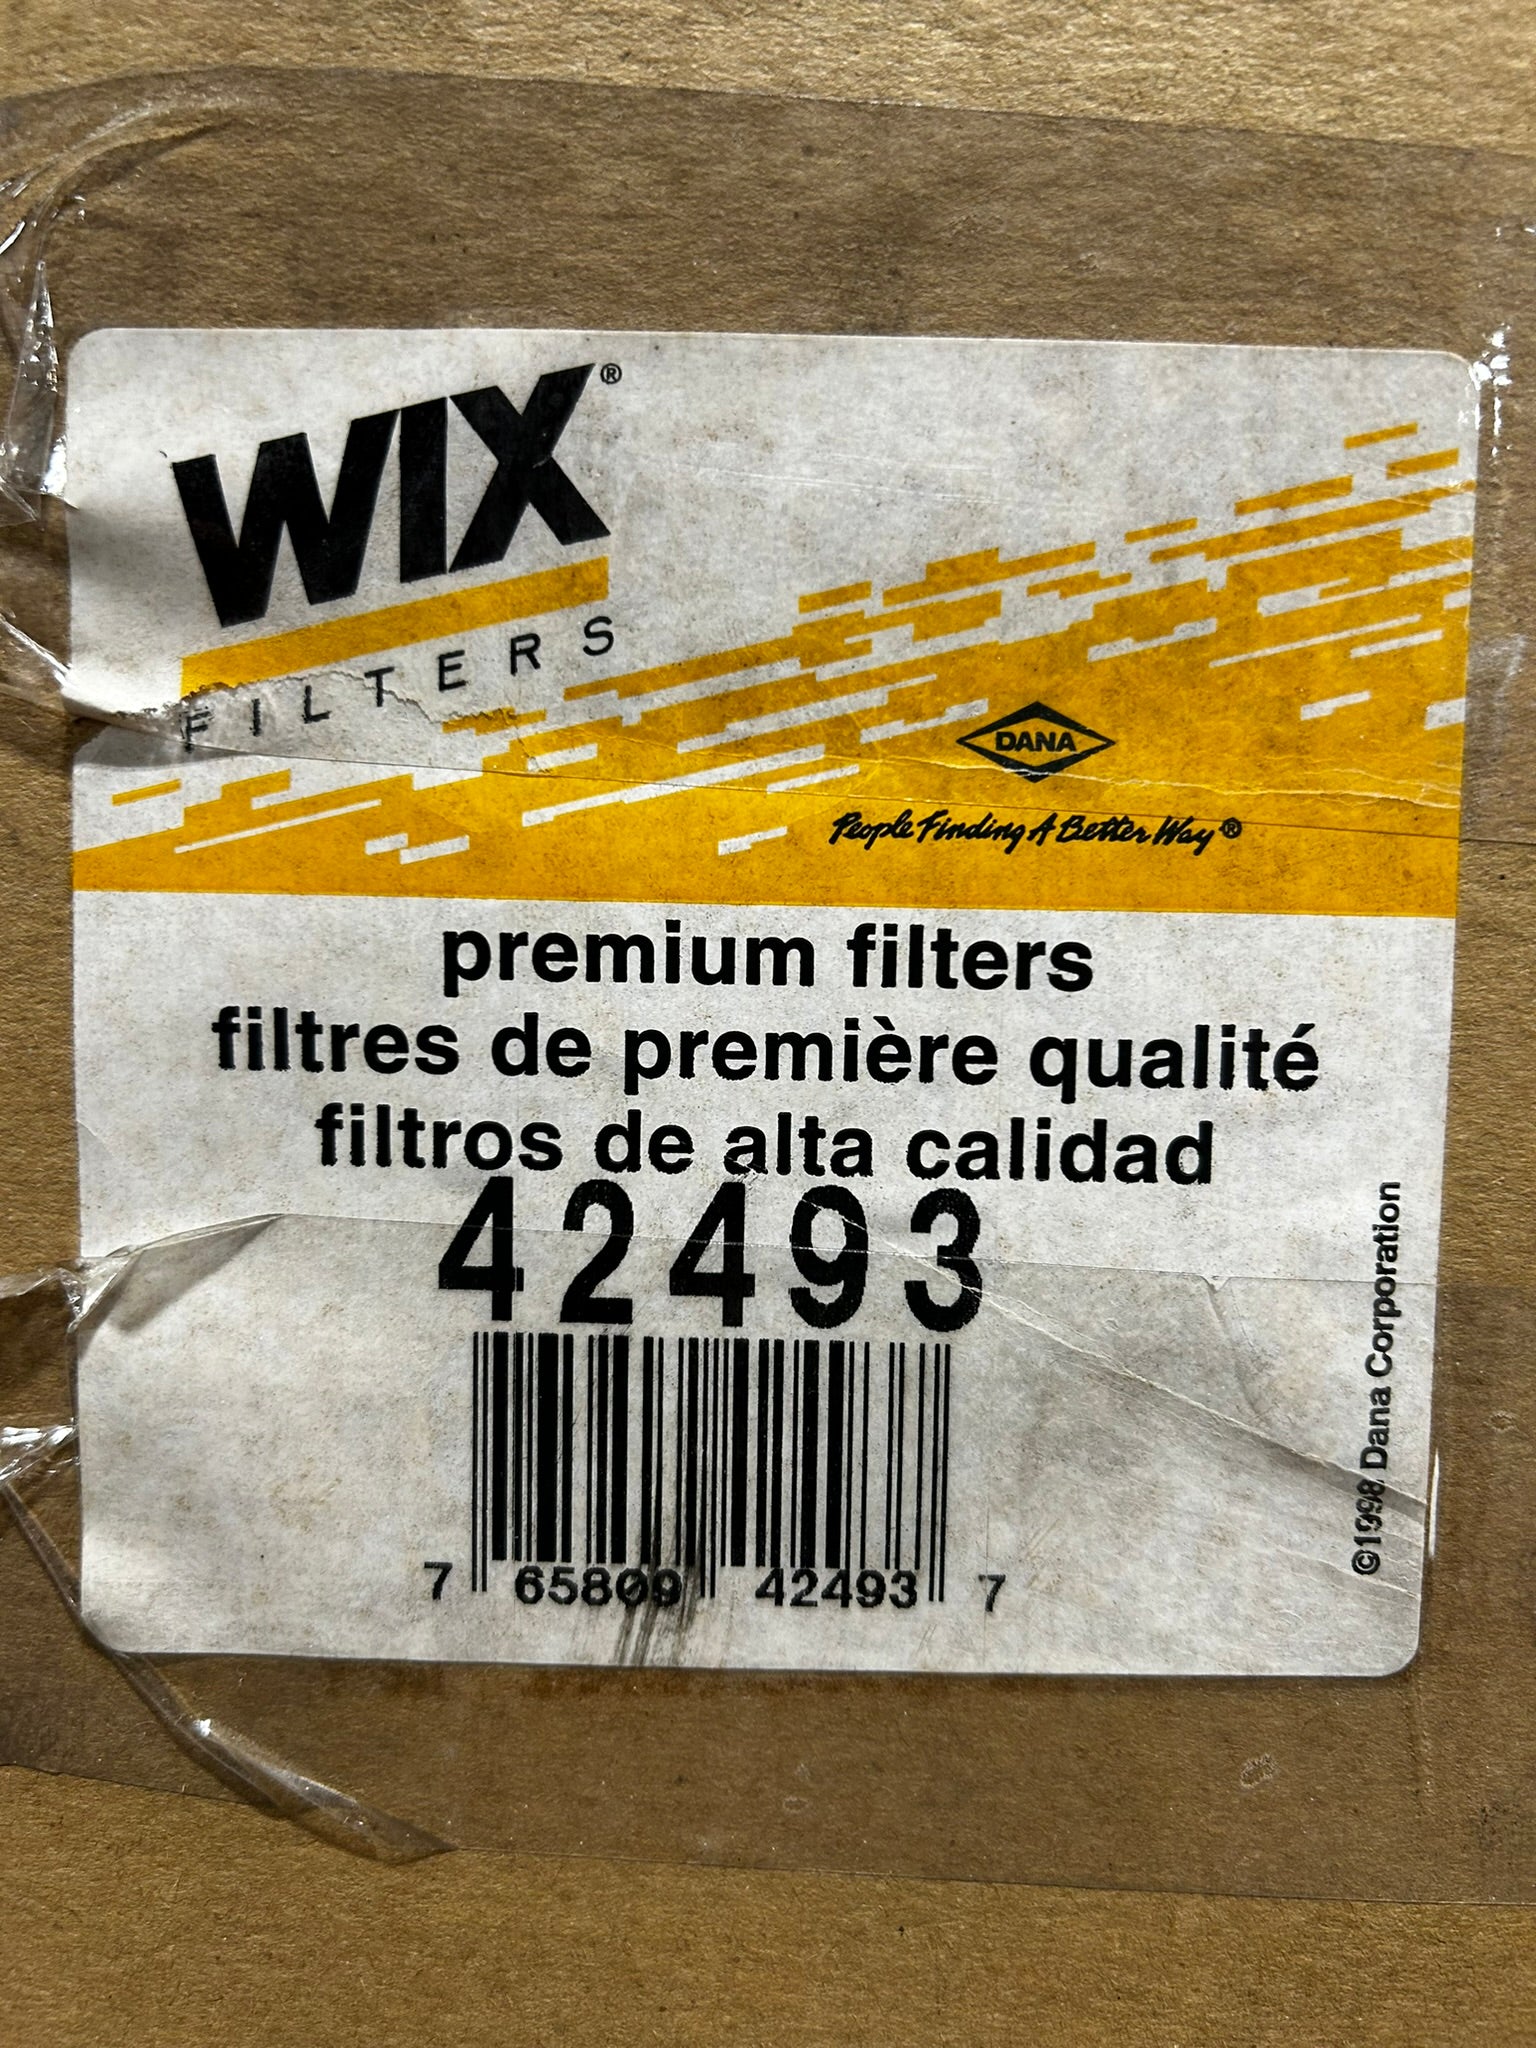 WIX®
FILTERS
DANA
People Finding A Better Way®
premium filters
filtres de première qualité
filtros de alta calidad
42493
7 65809 42493 7
©1998 Dana Corporation